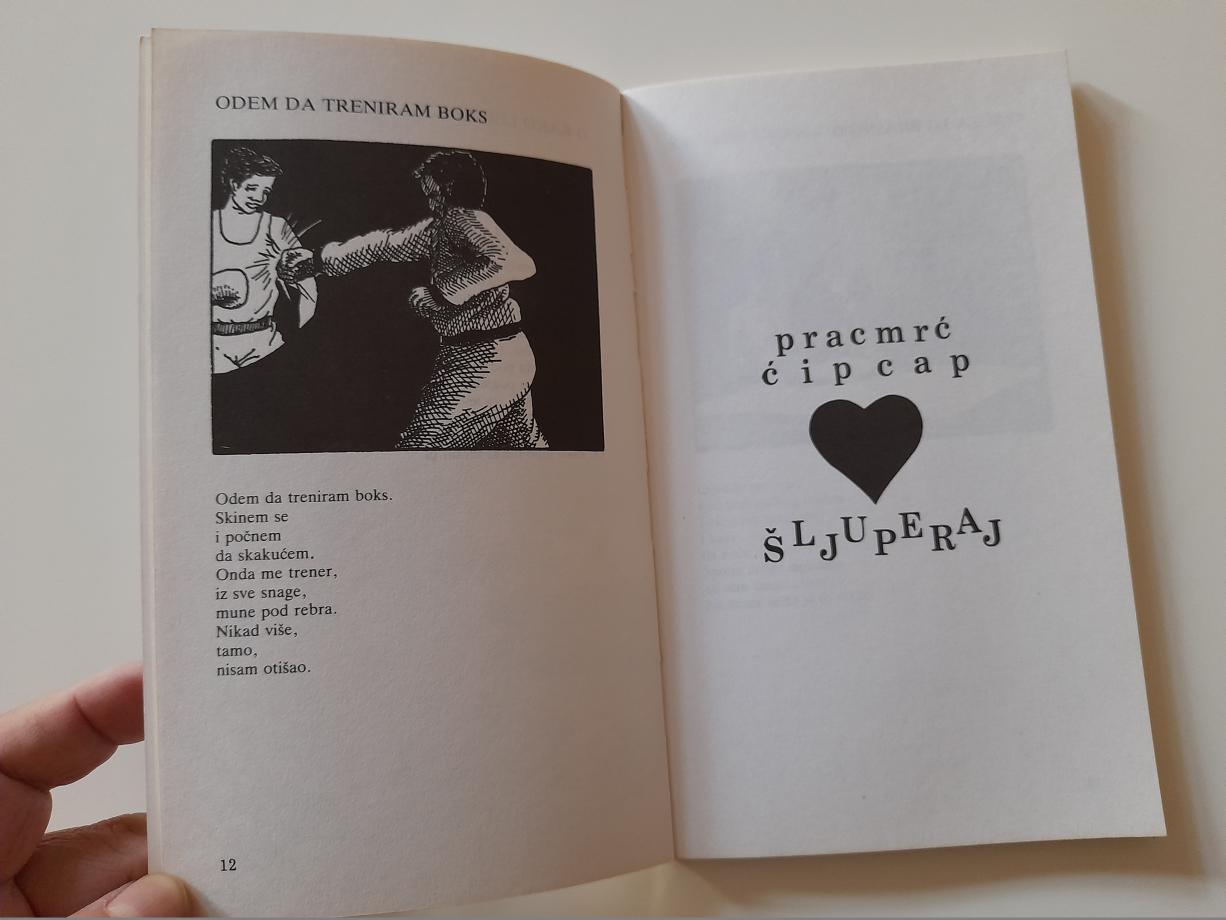 ODEM DA TRENIRAM BOKS
Odem da treniram boks.
Skinem se
i počnem
da skakućem.
Onda me trener,
iz sve snage,
mune pod rebra.
Nikad više,
tamo,
nisam otišao.
12
pracmrć
ćipcap
ŠLJUPERAJ